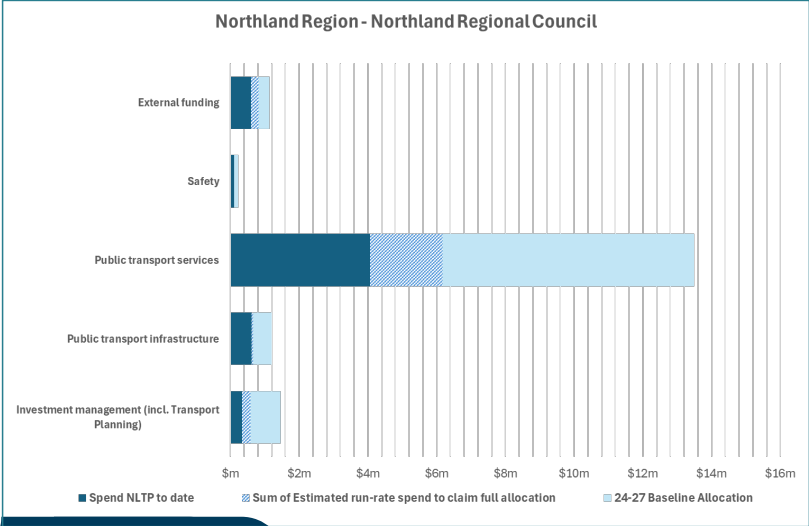 Northland Region - Northland Regional Council
External funding
Safety
Public transport services
Public transport infrastructure
Investment management (incl. Transport
Planning)
$m $2m $4m $6m $8m $10m $12m $14m $16m
Spend NLTP to date Sum of Estimated run-rate spend to claim full allocation 24-27 Baseline Allocation